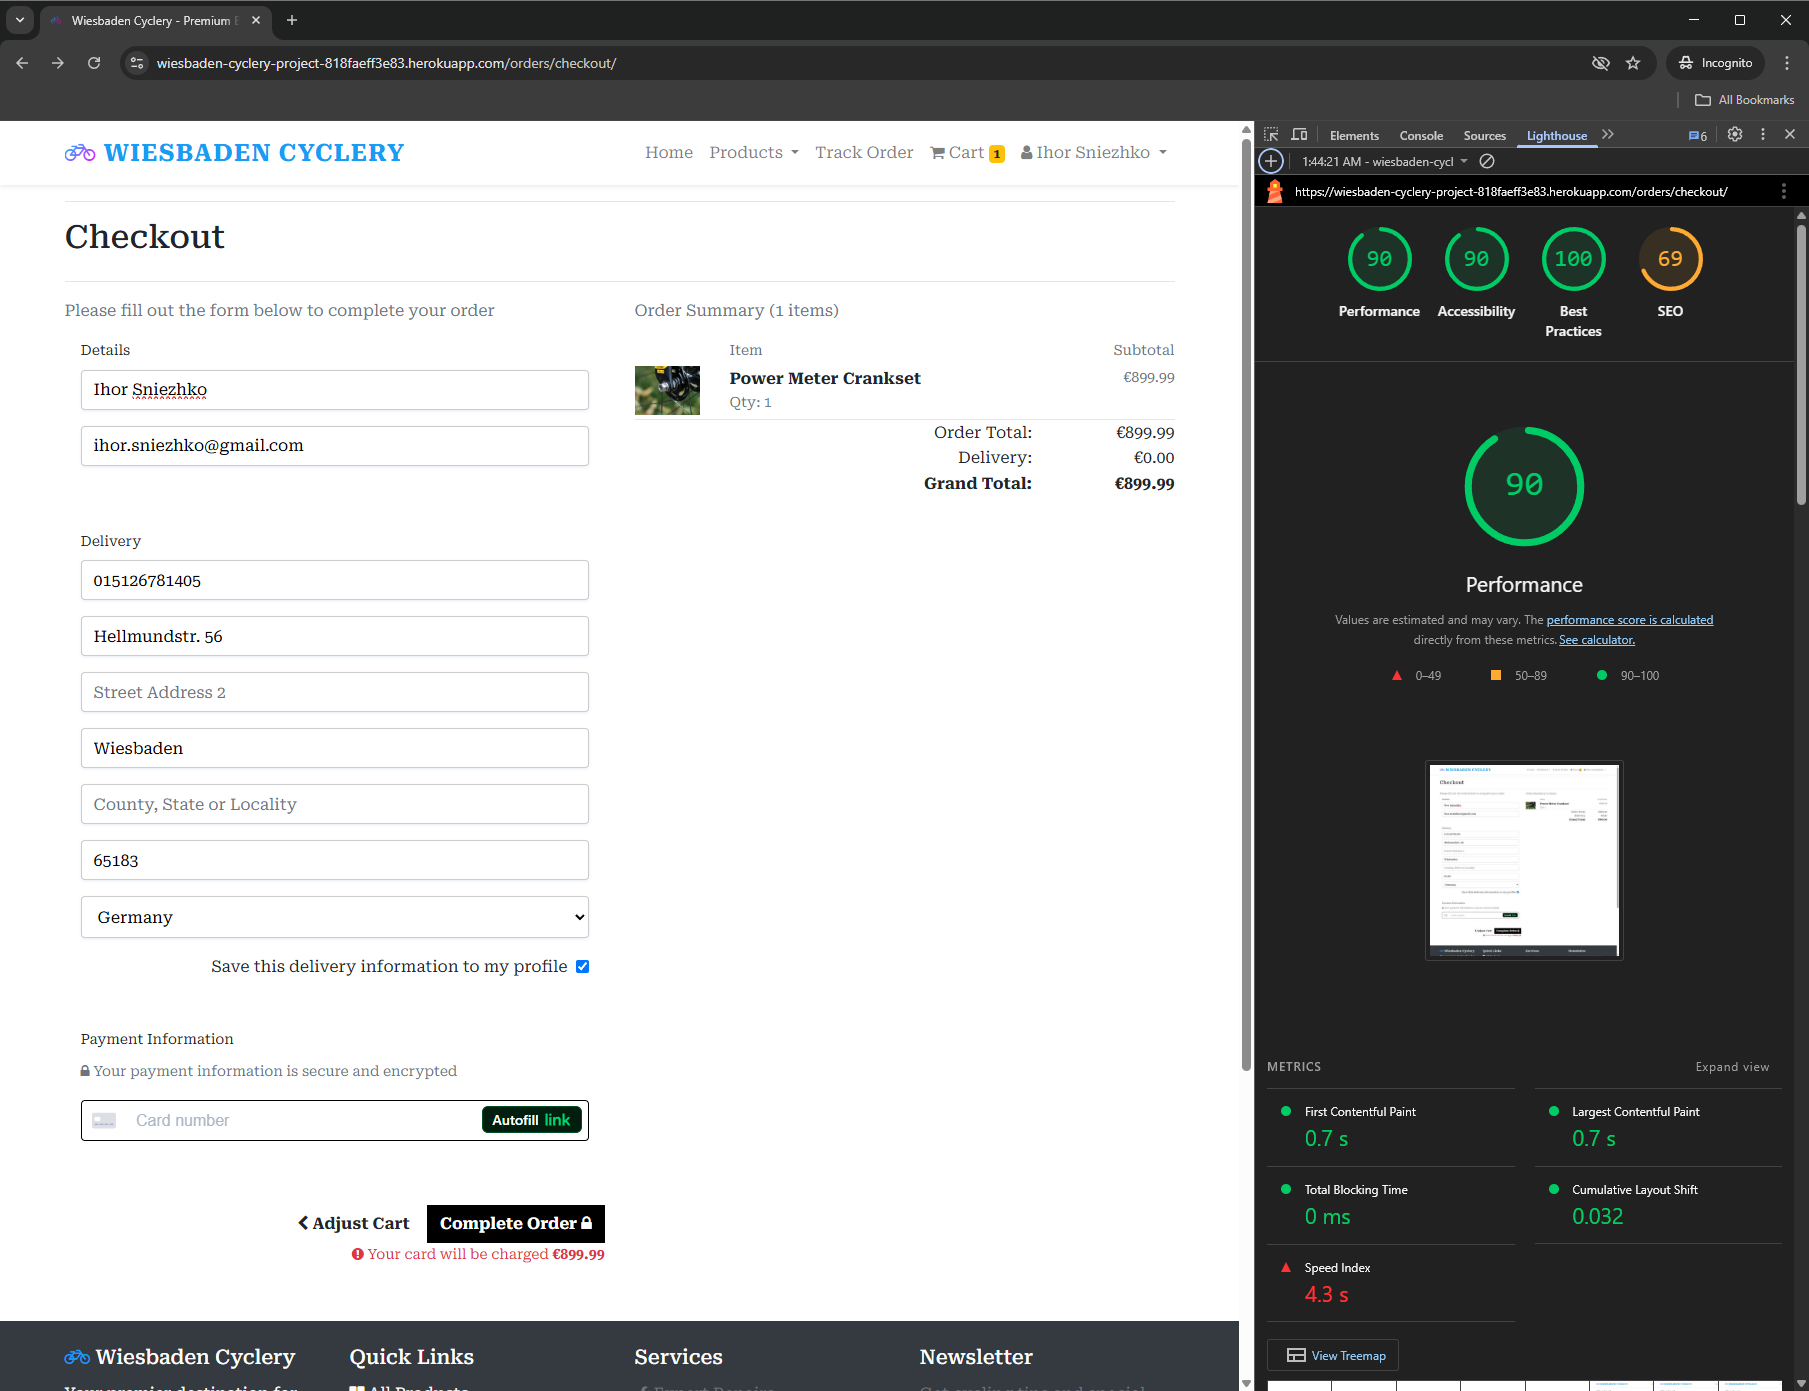 Wiesbaden Cyclery - Premium
wiesbaden-cyclery-project-818faeff3e83.herokuapp.com/orders/checkout/
Incognito
All Bookmarks
WIESBADEN CYCLERY
Home Products Track Order Cart 1 Ihor Sniezhko
Checkout
Please fill out the form below to complete your order
Details
Ihor Sniezhko
ihor.sniezhko@gmail.com
Delivery
015126781405
Hellmundstr. 56
Street Address 2
Wiesbaden
County, State or Locality
65183
Germany
Save this delivery information to my profile
Payment Information
Your payment information is secure and encrypted
Card number
Autofill link
Adjust Cart
Complete Order
Your card will be charged €899.99
Order Summary (1 items)
Item Subtotal
Power Meter Crankset €899.99
Qty: 1
Order Total: €899.99
Delivery: €0.00
Grand Total: €899.99
Wiesbaden Cyclery
Quick Links
Services
Newsletter
All Products
Elements Console Sources Lighthouse 6
1:44:21 AM - wiesbaden-cycl
https://wiesbaden-cyclery-project-818faeff3e83.herokuapp.com/orders/checkout/
90 90 100 69
Performance Accessibility Best Practices SEO
90
Performance
Values are estimated and may vary. The performance score is calculated
directly from these metrics. See calculator.
0–49 50–89 90–100
METRICS
Expand view
First Contentful Paint
0.7 s
Largest Contentful Paint
0.7 s
Total Blocking Time
0 ms
Cumulative Layout Shift
0.032
Speed Index
4.3 s
View Treemap